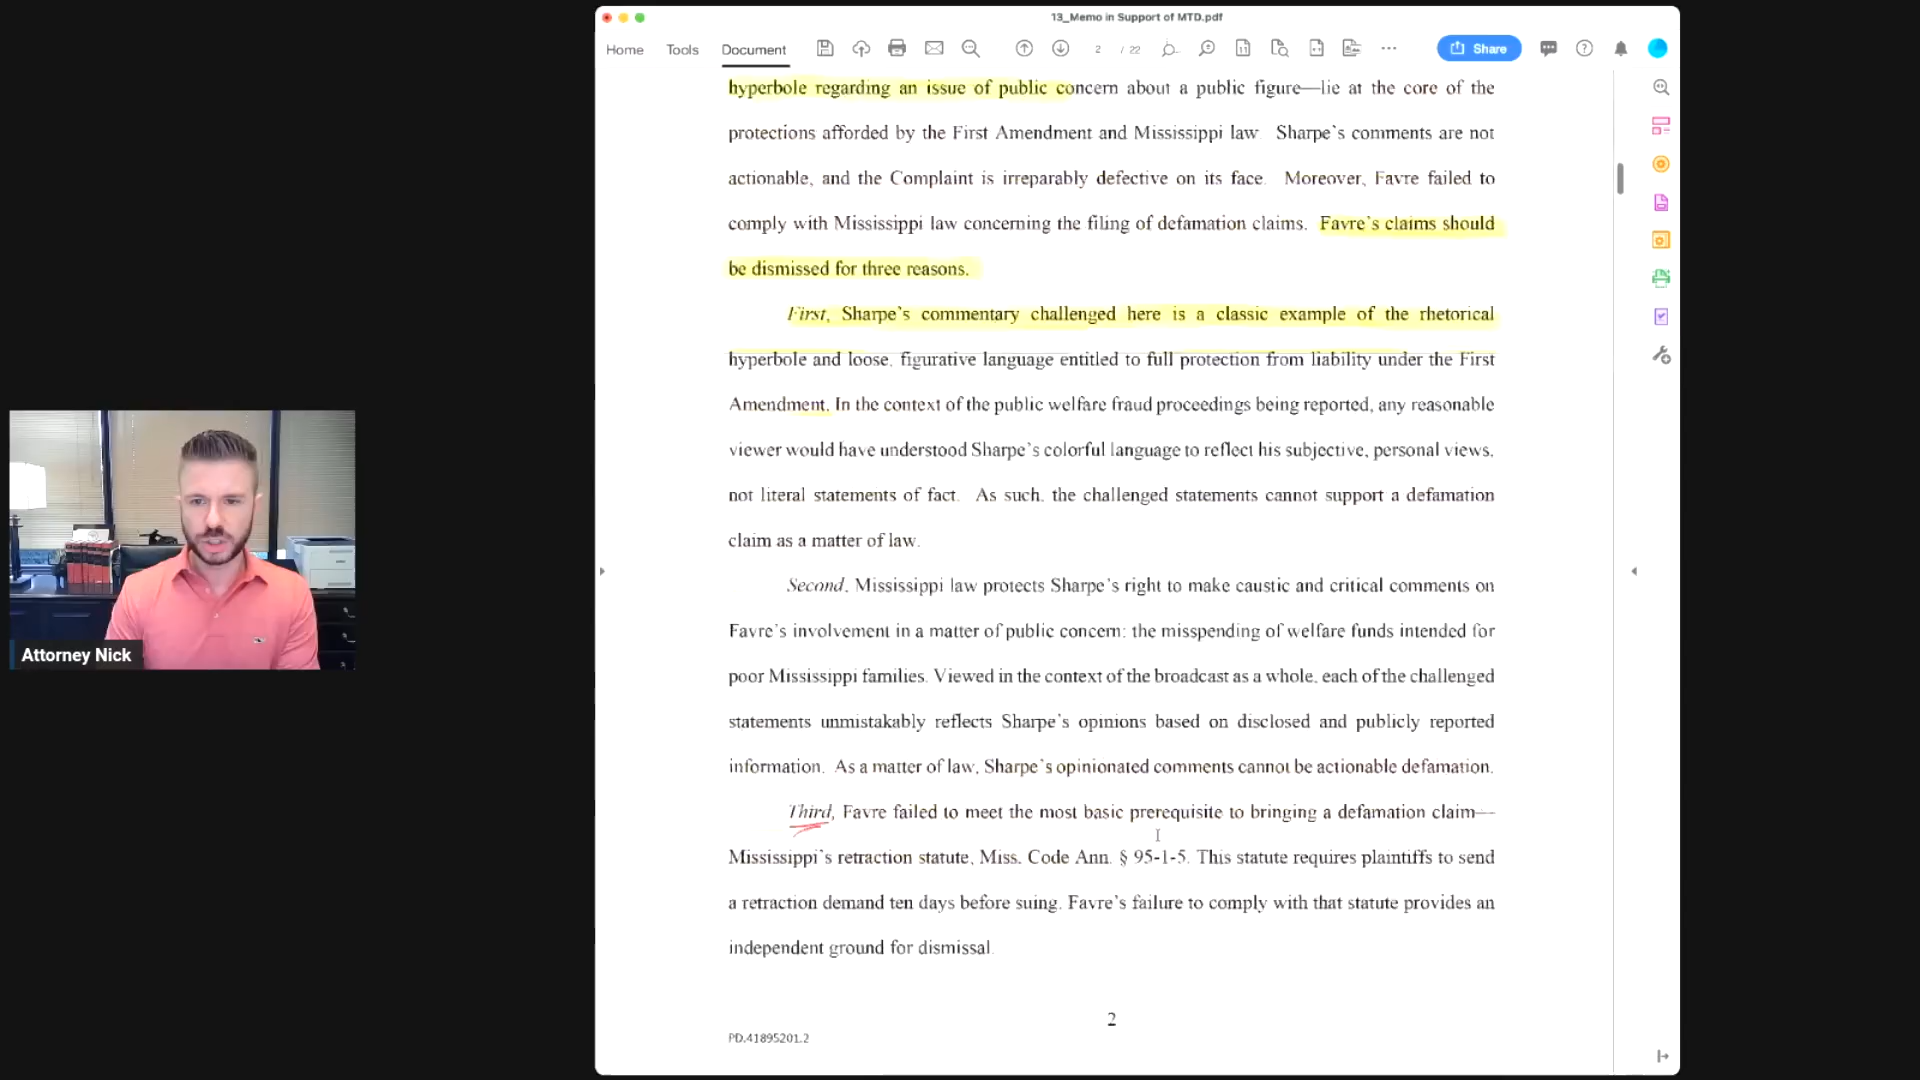 13_Memo in Support of MTD.pdf
Home Tools Document 2 / 22 Share
hyperbole regarding an issue of public concern about a public figure—lie at the core of the
protections afforded by the First Amendment and Mississippi law. Sharpe's comments are not
actionable, and the Complaint is irreparably defective on its face. Moreover, Favre failed to
comply with Mississippi law concerning the filing of defamation claims. Favre's claims should
be dismissed for three reasons.
First, Sharpe's commentary challenged here is a classic example of the rhetorical
hyperbole and loose, figurative language entitled to full protection from liability under the First
Amendment. In the context of the public welfare fraud proceedings being reported, any reasonable
viewer would have understood Sharpe's colorful language to reflect his subjective, personal views,
not literal statements of fact. As such, the challenged statements cannot support a defamation
claim as a matter of law.
Second, Mississippi law protects Sharpe's right to make caustic and critical comments on
Favre's involvement in a matter of public concern: the misspending of welfare funds intended for
poor Mississippi families. Viewed in the context of the broadcast as a whole, each of the challenged
statements unmistakably reflects Sharpe's opinions based on disclosed and publicly reported
information. As a matter of law, Sharpe's opinionated comments cannot be actionable defamation.
Third, Favre failed to meet the most basic prerequisite to bringing a defamation claim—
Mississippi's retraction statute, Miss. Code Ann. § 95-1-5. This statute requires plaintiffs to send
a retraction demand ten days before suing. Favre's failure to comply with that statute provides an
independent ground for dismissal.
2
PD.41895201.2
Attorney Nick